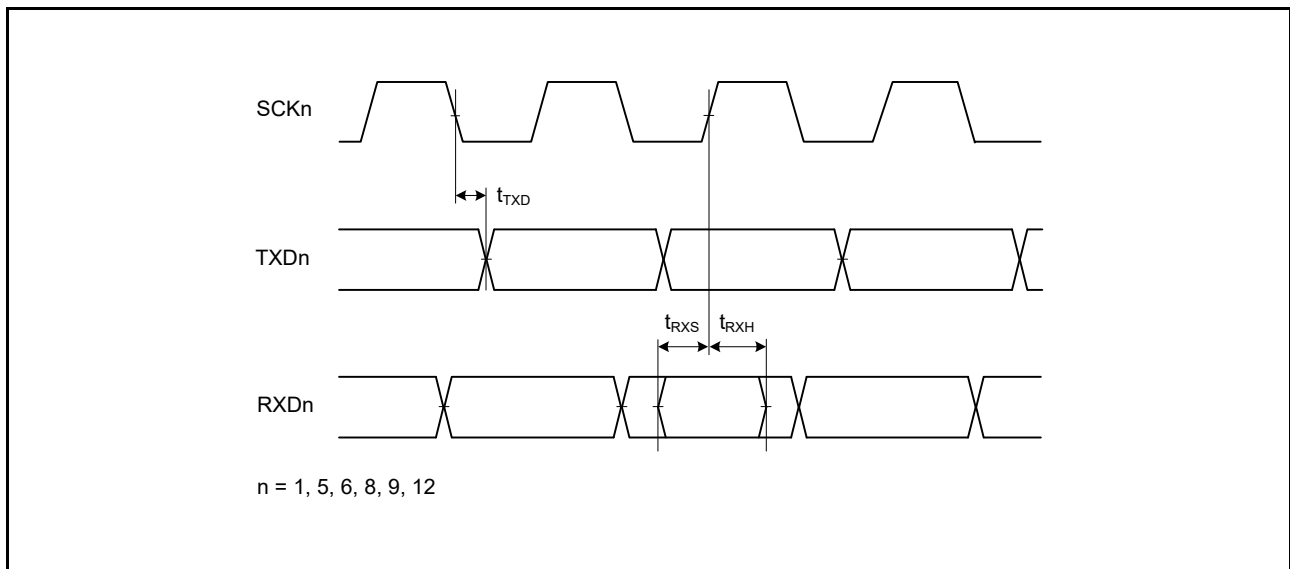 SCKn
tTXD
TXDn
tRXS tRXH
RXDn
n = 1, 5, 6, 8, 9, 12